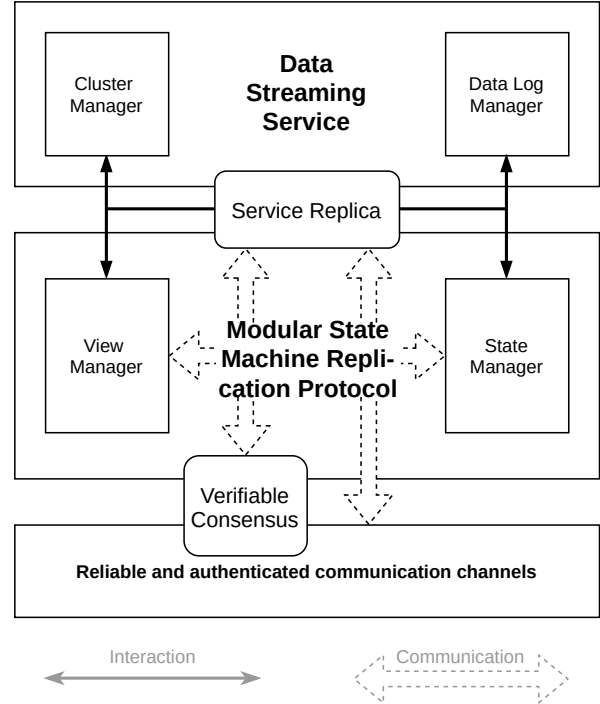 Cluster
Manager
Data
Streaming
Service
Data Log
Manager
Service Replica
View
Manager
Modular State
Machine Repli-
cation Protocol
State
Manager
Verifiable
Consensus
Reliable and authenticated communication channels
Interaction
Communication